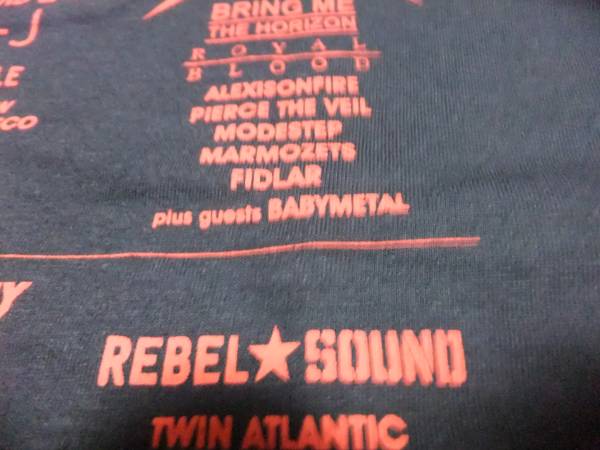 BRING ME
THE HORIZON
-J
ROYAL
BLOOD
ALEXISONFIRE
PIERCE THE VEIL
MODESTEP
MARMOZETS
FIDLAR
plus guests BABYMETAL
REBEL★SOUND
TWIN ATLANTIC